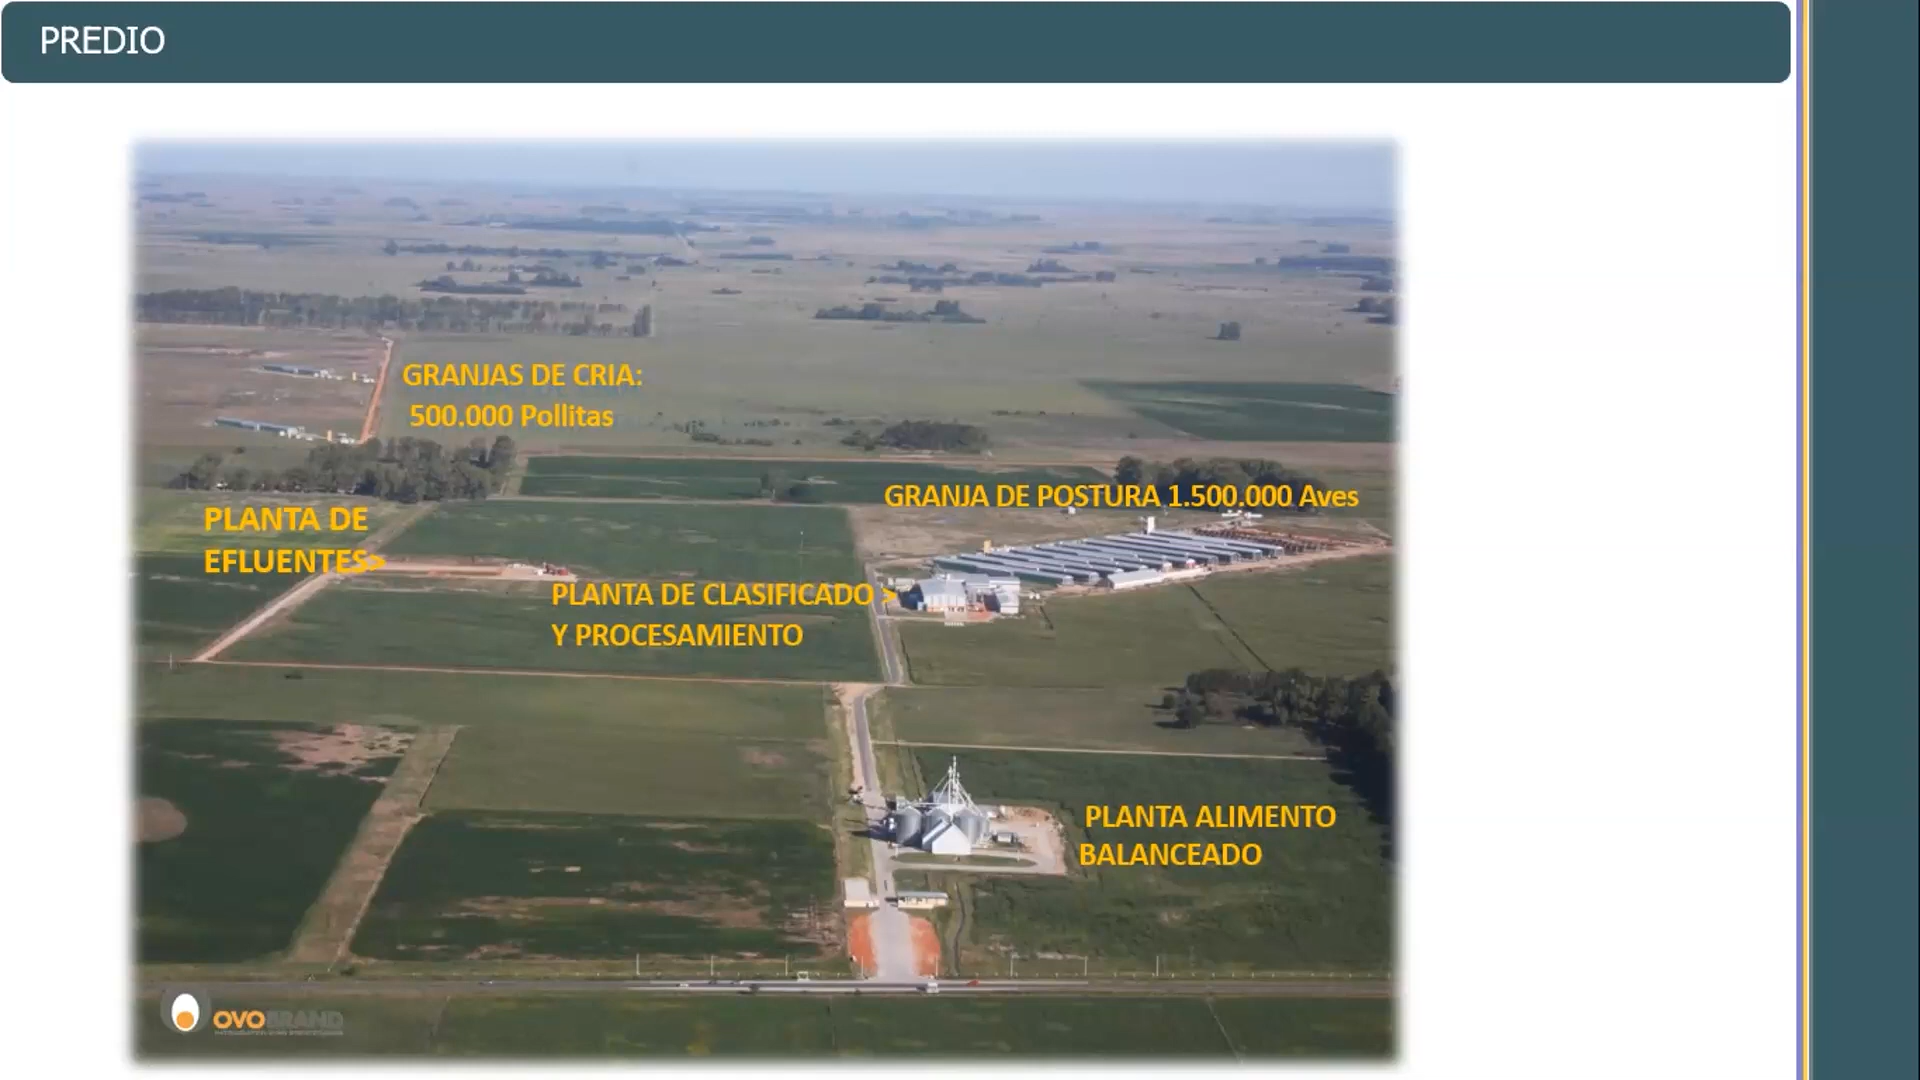 PREDIO
GRANJAS DE CRIA:
500.000 Pollitas
GRANJA DE POSTURA 1.500.000 Aves
PLANTA DE
EFLUENTES>
PLANTA DE CLASIFICADO >
Y PROCESAMIENTO
PLANTA ALIMENTO
BALANCEADO
OVOBRAND